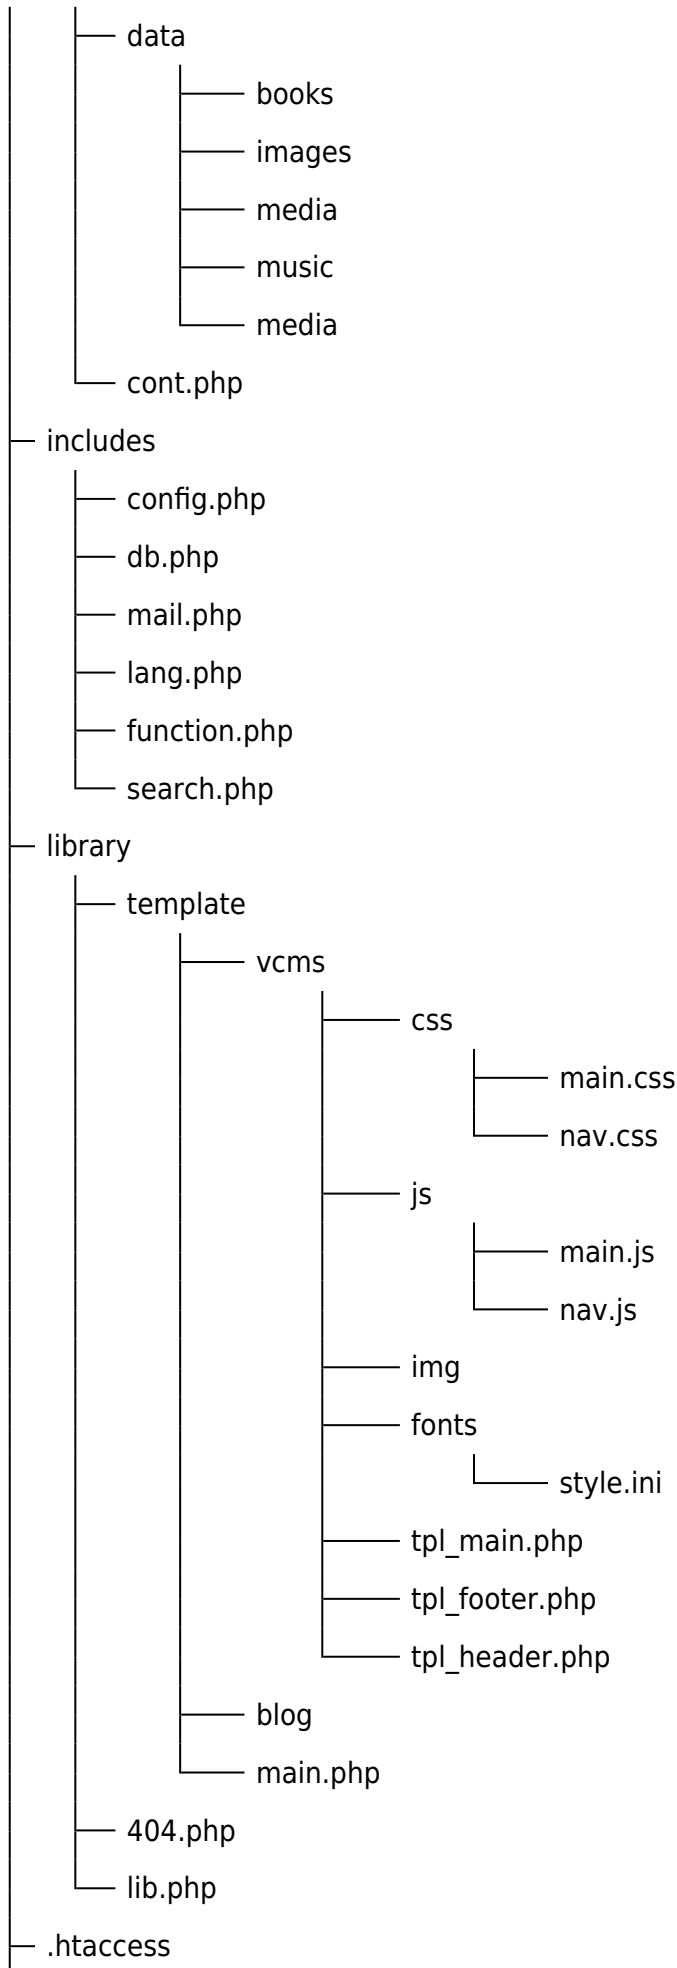 data
books
images
media
music
media
cont.php
includes
config.php
db.php
mail.php
lang.php
function.php
search.php
library
template
vcms
css
main.css
nav.css
js
main.js
nav.js
img
fonts
style.ini
tpl_main.php
tpl_footer.php
tpl_header.php
blog
main.php
404.php
lib.php
.htaccess